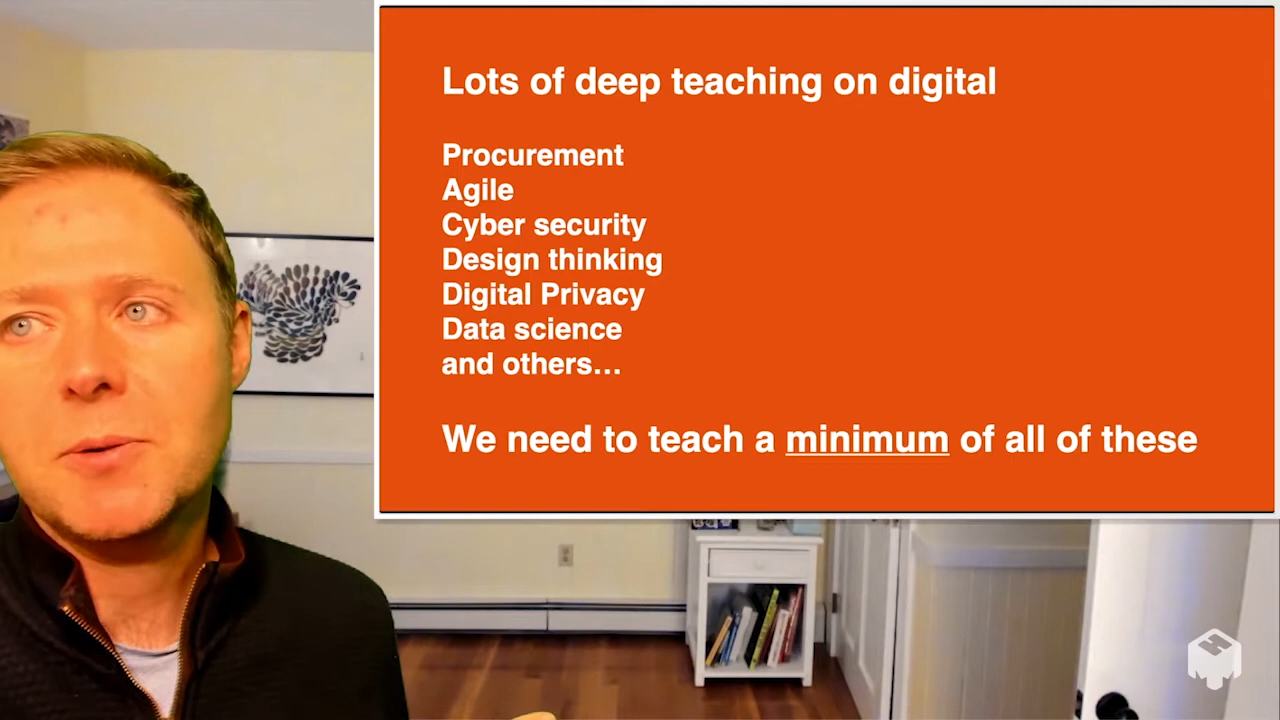 Lots of deep teaching on digital
Procurement
Agile
Cyber security
Design thinking
Digital Privacy
Data science
and others...
We need to teach a minimum of all of these